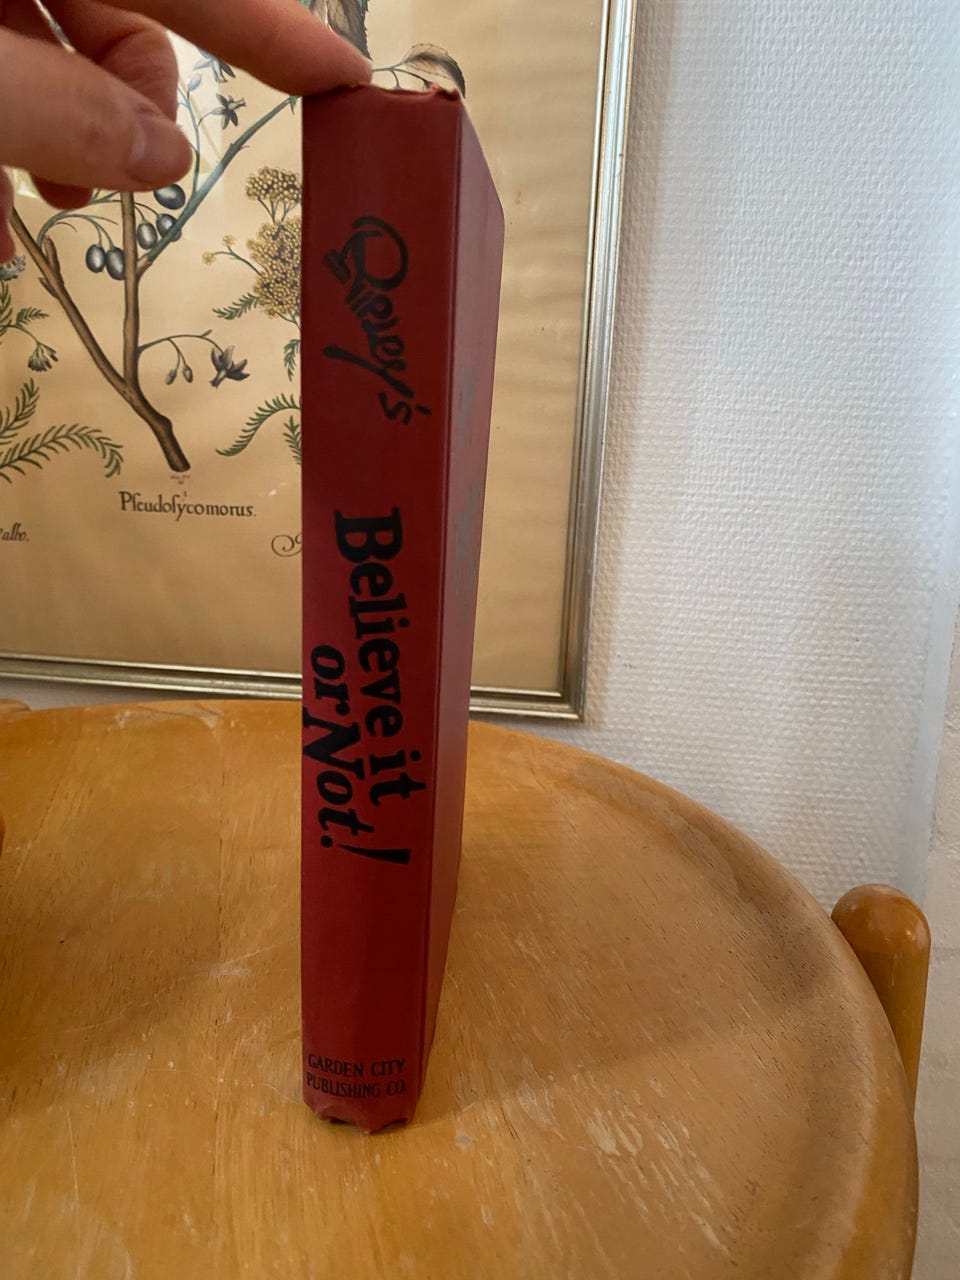 Ripley's
Believe it
or Not!
GARDEN CITY
PUBLISHING CO.
Pſeudoſycomorus.